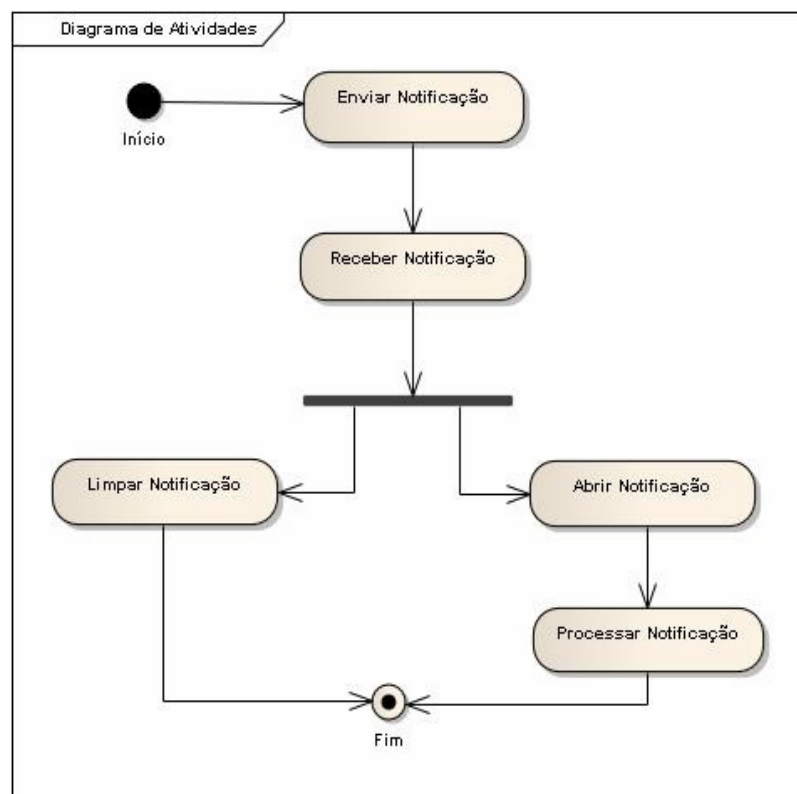 Diagrama de Atividades
Enviar Notificação
Início
Receber Notificação
Limpar Notificação
Abrir Notificação
Processar Notificação
Fim